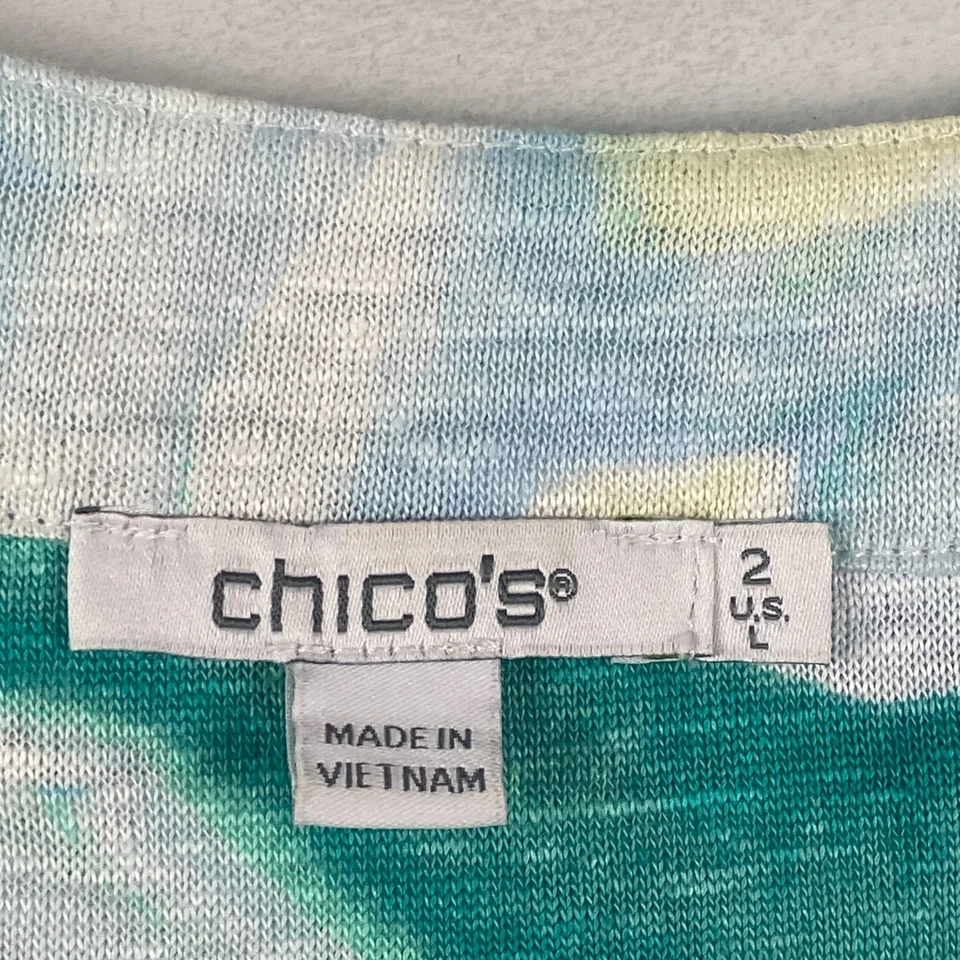 chico's®
2
U.S.
L
MADE IN
VIETNAM